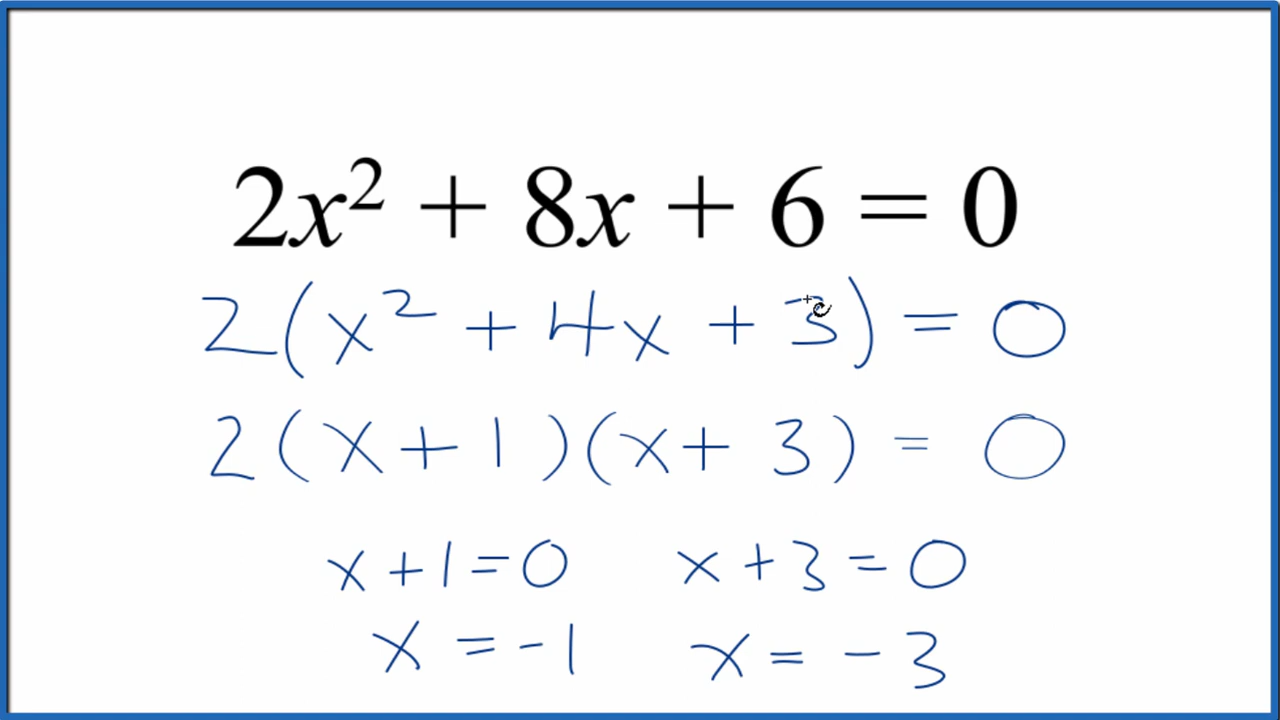 2x² + 8x + 6 = 0
2(x² + 4x + 3) = 0
2(x + 1)(x + 3) = 0
x + 1 = 0 x + 3 = 0
x = -1 x = -3